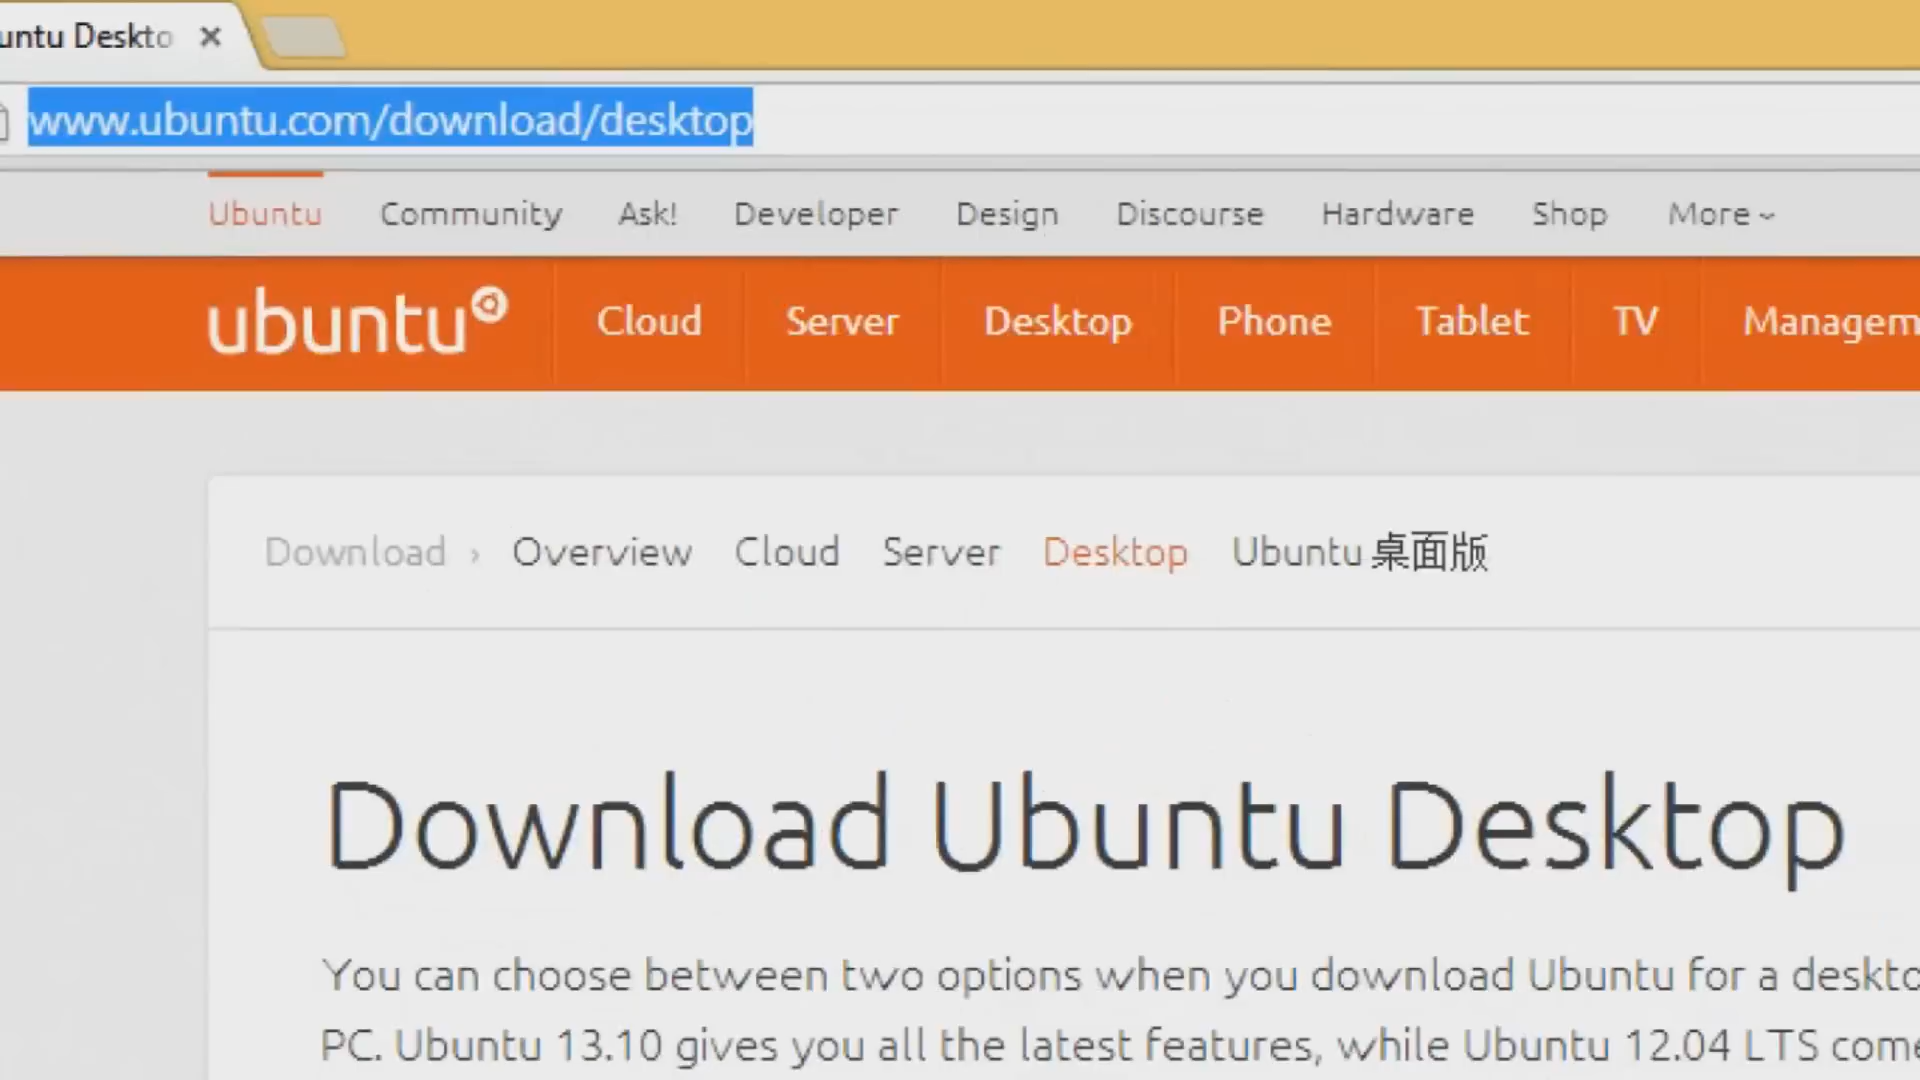 untu Deskto
www.ubuntu.com/download/desktop
Ubuntu Community Ask! Developer Design Discourse Hardware Shop More
ubuntu Cloud Server Desktop Phone Tablet TV Managem
Download › Overview Cloud Server Desktop Ubuntu 桌面版
Download Ubuntu Desktop
You can choose between two options when you download Ubuntu for a deskto
PC. Ubuntu 13.10 gives you all the latest features, while Ubuntu 12.04 LTS come